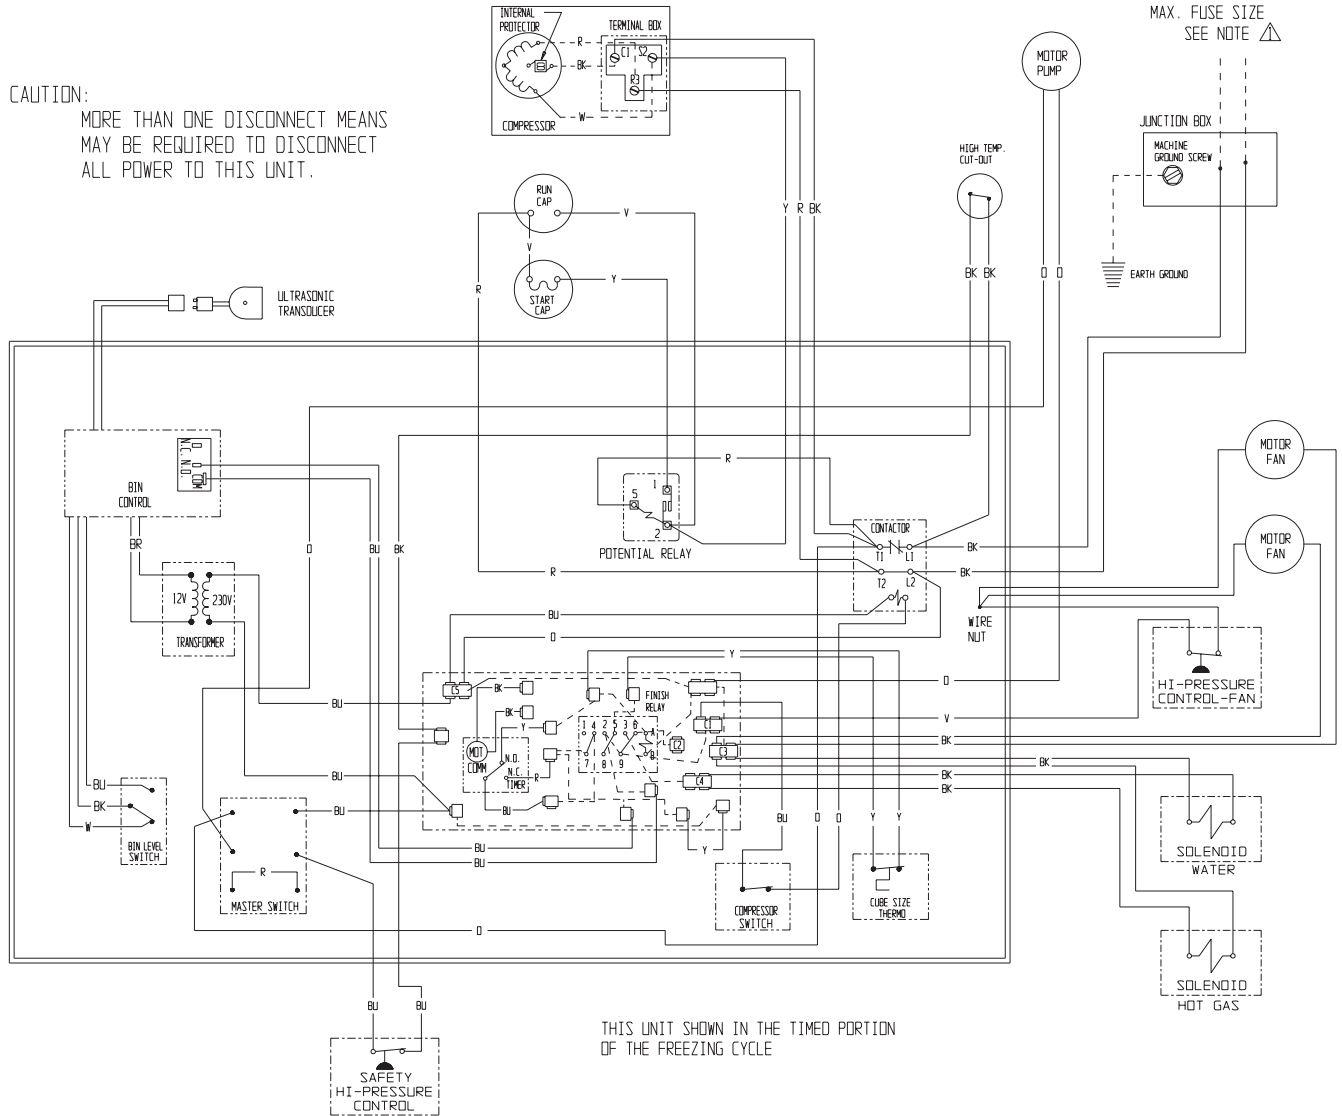 INTERNAL
PROTECTOR
TERMINAL BOX
R
C1
S2
BK
R3
W
COMPRESSOR
MAX. FUSE SIZE
SEE NOTE 1
MOTOR
PUMP
CAUTION:
MORE THAN ONE DISCONNECT MEANS
MAY BE REQUIRED TO DISCONNECT
ALL POWER TO THIS UNIT.
JUNCTION BOX
MACHINE
GROUND SCREW
HIGH TEMP.
CUT-OUT
RUN
CAP
V
Y R BK
V
BK BK
O O
EARTH GROUND
Y
R
START
CAP
ULTRASONIC
TRANSDUCER
MOTOR
FAN
N.C. N.O. COM
BIN
CONTROL
R
1
5
2
POTENTIAL RELAY
CONTACTOR
T1 L1
BK
MOTOR
FAN
BR
O
BU
BK
R
T2 L2
BK
12V 230V
TRANSFORMER
BU
O
WIRE
NUT
Y
HI-PRESSURE
CONTROL-FAN
C5
BK
FINISH
RELAY
O
BU
BK
Y
1 4 2 5 3 6 A
C1
V
MOT
COMM
C2
C3
BK
N.O.
N.C.
TIMER
7 8 9 B
R
BK
BU
C4
BK
BK
BU
BK
W
BIN LEVEL
SWITCH
BU
BU
BU
O
O
Y
Y
BU
BU
Y
SOLENOID
WATER
R
MASTER SWITCH
COMPRESSOR
SWITCH
CUBE SIZE
THERMO
O
SOLENOID
HOT GAS
BU
BU
THIS UNIT SHOWN IN THE TIMED PORTION
OF THE FREEZING CYCLE
SAFETY
HI-PRESSURE
CONTROL